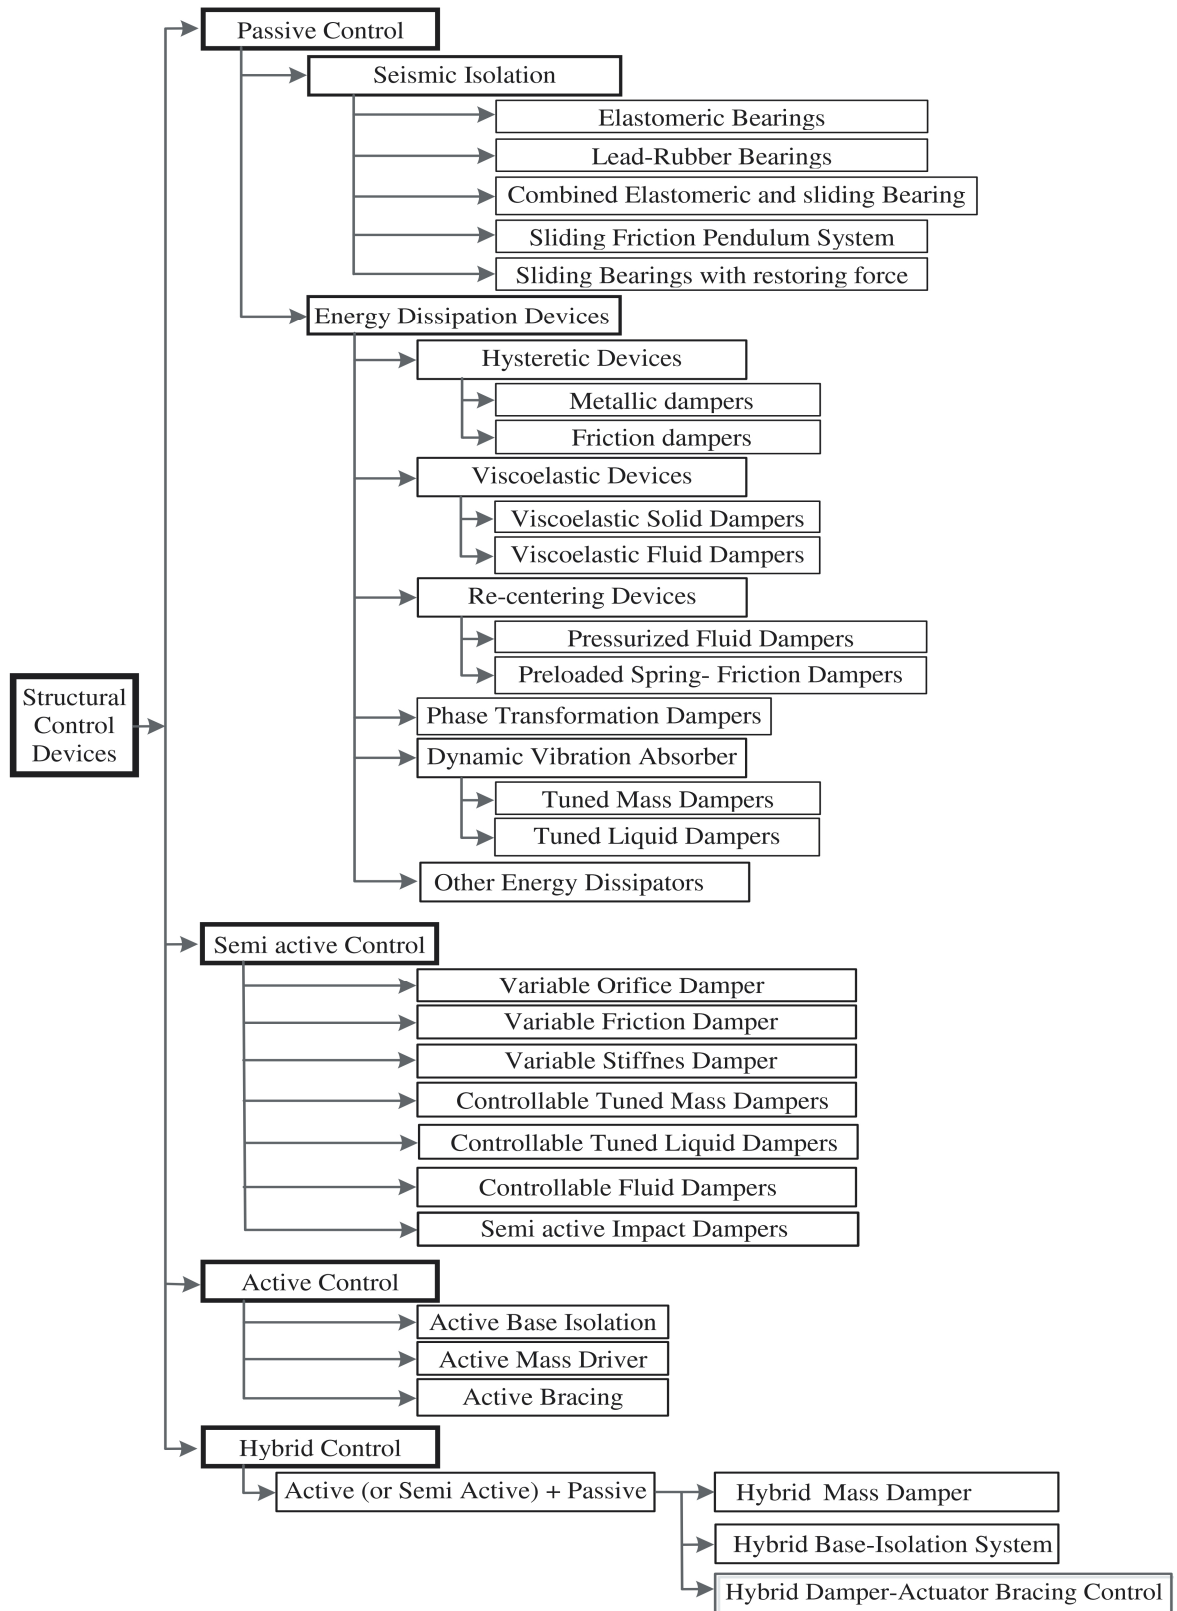 Passive Control
Seismic Isolation
Elastomeric Bearings
Lead-Rubber Bearings
Combined Elastomeric and sliding Bearing
Sliding Friction Pendulum System
Sliding Bearings with restoring force
Energy Dissipation Devices
Hysteretic Devices
Metallic dampers
Friction dampers
Viscoelastic Devices
Viscoelastic Solid Dampers
Viscoelastic Fluid Dampers
Re-centering Devices
Pressurized Fluid Dampers
Preloaded Spring- Friction Dampers
Structural
Control
Devices
Phase Transformation Dampers
Dynamic Vibration Absorber
Tuned Mass Dampers
Tuned Liquid Dampers
Other Energy Dissipators
Semi active Control
Variable Orifice Damper
Variable Friction Damper
Variable Stiffnes Damper
Controllable Tuned Mass Dampers
Controllable Tuned Liquid Dampers
Controllable Fluid Dampers
Semi active Impact Dampers
Active Control
Active Base Isolation
Active Mass Driver
Active Bracing
Hybrid Control
Active (or Semi Active) + Passive
Hybrid Mass Damper
Hybrid Base-Isolation System
Hybrid Damper-Actuator Bracing Control